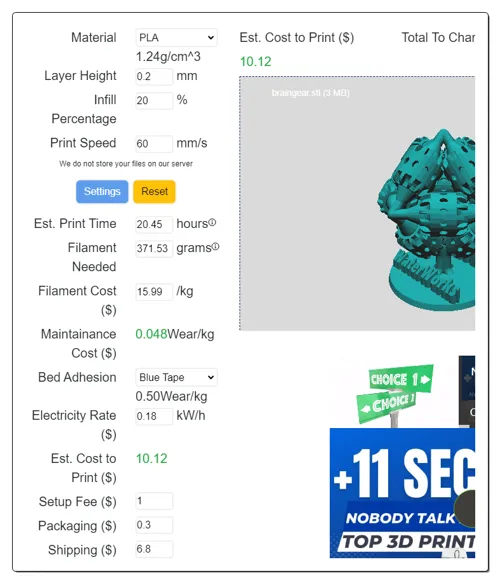 Material PLA
1.24g/cm^3
Layer Height 0.2 mm
Infill Percentage 20 %
Print Speed 60 mm/s
We do not store your files on our server
Settings Reset
Est. Print Time 20.45 hours
Filament Needed 371.53 grams
Filament Cost ($) 15.99 /kg
Maintainance Cost ($) 0.048Wear/kg
Bed Adhesion Blue Tape
0.50Wear/kg
Electricity Rate ($) 0.18 kW/h
Est. Cost to Print ($) 10.12
Setup Fee ($) 1
Packaging ($) 0.3
Shipping ($) 6.8
Est. Cost to Print ($) Total To Char
10.12
braingear.stl (3 MB)
CHOICE 1
CHOICE 2
+11 SEC
NOBODY TALK
TOP 3D PRINT